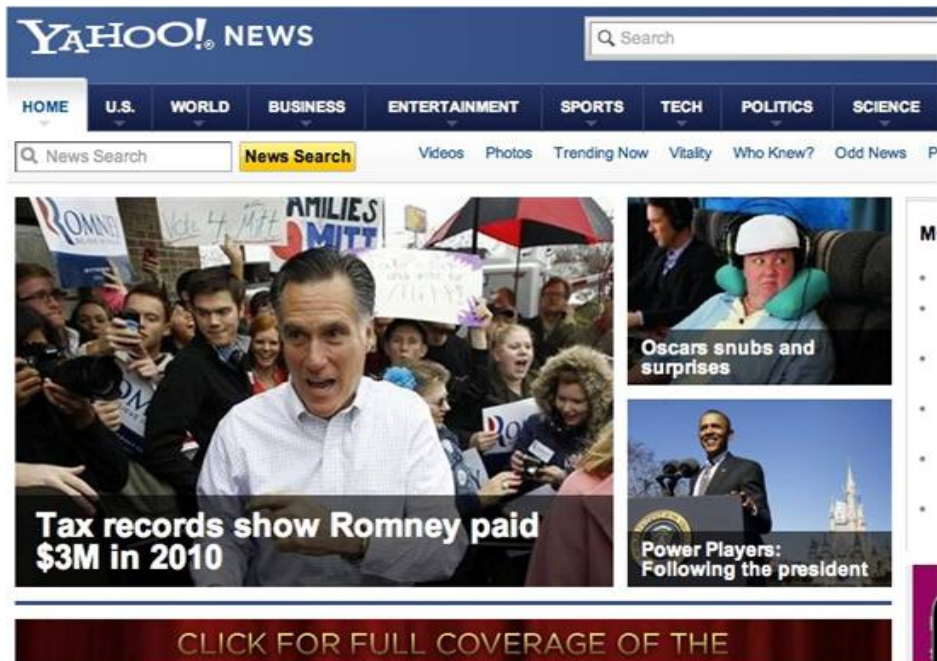 YAHOO!® NEWS
Search
HOME U.S. WORLD BUSINESS ENTERTAINMENT SPORTS TECH POLITICS SCIENCE
News Search News Search Videos Photos Trending Now Vitality Who Knew? Odd News P
ROMNEY
Vote 4 Mitt
FAMILIES
MITT
Oscars snubs and
surprises
M
Tax records show Romney paid
$3M in 2010
Power Players:
Following the president
CLICK FOR FULL COVERAGE OF THE